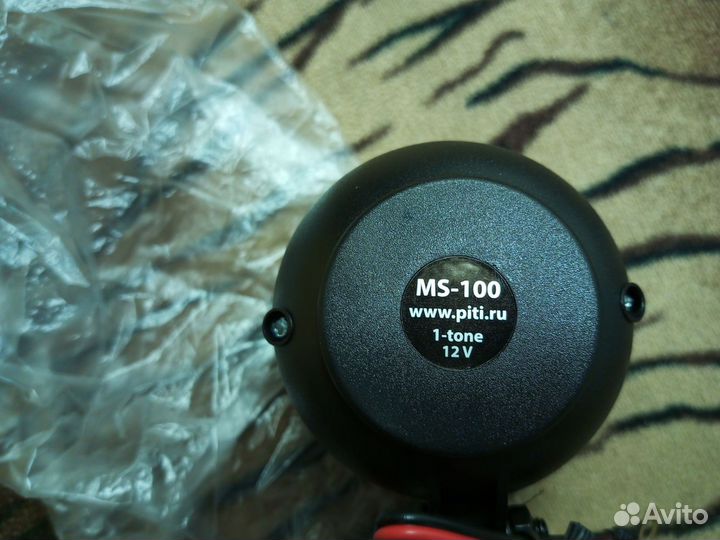 MS-100
www.piti.ru
1-tone
12 V
Avito